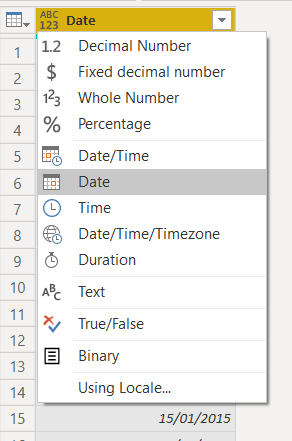 ABC
123 Date
1 1.2 Decimal Number
2 $ Fixed decimal number
3 1²3 Whole Number
4 % Percentage
5 Date/Time
6 Date
7 Time
8 Date/Time/Timezone
9 Duration
10
11 ABC Text
12 True/False
13 Binary
14 Using Locale...
15 15/01/2015